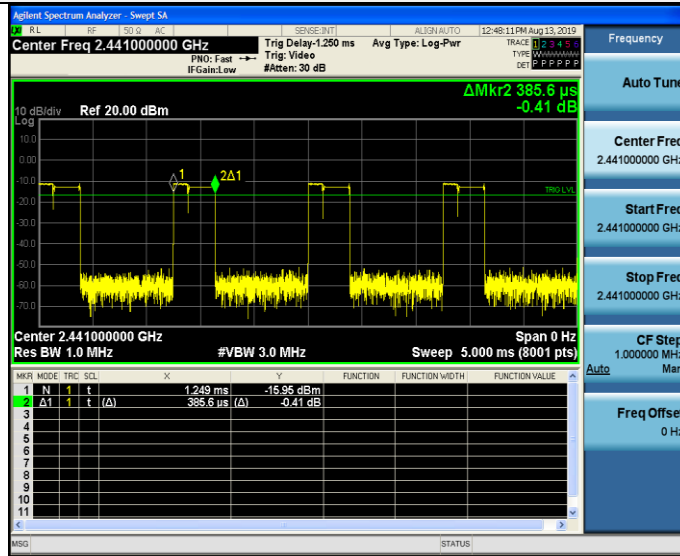 Agilent Spectrum Analyzer - Swept SA
RL RF 50 Ω AC SENSE:INT ALIGN AUTO 12:48:11PM Aug 13, 2019
Center Freq 2.441000000 GHz
PNO: Fast
IFGain:Low
Trig Delay-1.250 ms
Trig: Video
#Atten: 30 dB
Avg Type: Log-Pwr
TRACE 1 2 3 4 5 6
TYPE
DET P P P P P P
ΔMkr2 385.6 µs
-0.41 dB
10 dB/div Ref 20.00 dBm
Log
10.0
0.00
-10.0
-20.0
-30.0
-40.0
-50.0
-60.0
-70.0
1
2Δ1
TRIG LVL
Center 2.441000000 GHz Span 0 Hz
Res BW 1.0 MHz #VBW 3.0 MHz Sweep 5.000 ms (8001 pts)
MKR MODE TRC SCL X Y FUNCTION FUNCTION WIDTH FUNCTION VALUE
1 N 1 t 1.249 ms -15.95 dBm
2 Δ1 1 t (Δ) 385.6 µs (Δ) -0.41 dB
3
4
5
6
7
8
9
10
11
MSG STATUS
Frequency
Auto Tune
Center Freq
2.441000000 GHz
Start Freq
2.441000000 GHz
Stop Freq
2.441000000 GHz
CF Step
1.000000 MHz
Auto Man
Freq Offset
0 Hz